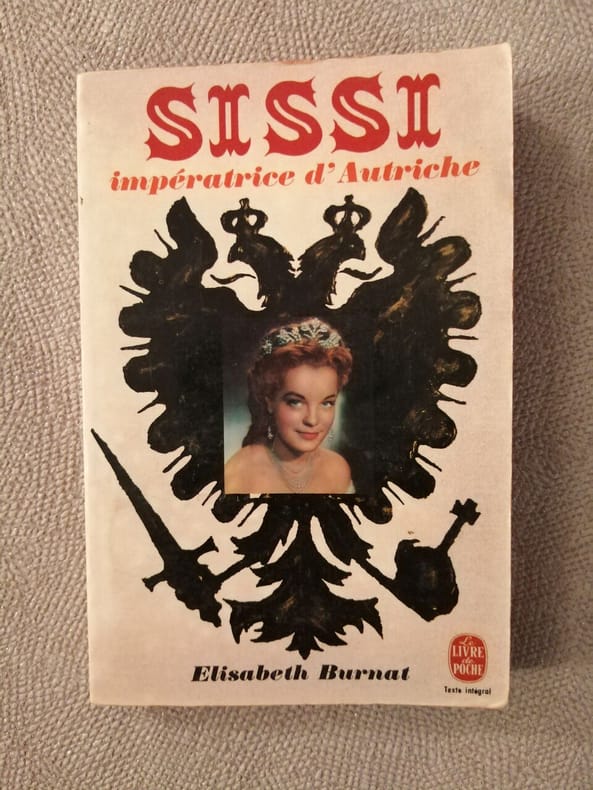 SISSI
impératrice d'Autriche
Elisabeth Burnat
Le
LIVRE
de
POCHE
Texte intégral